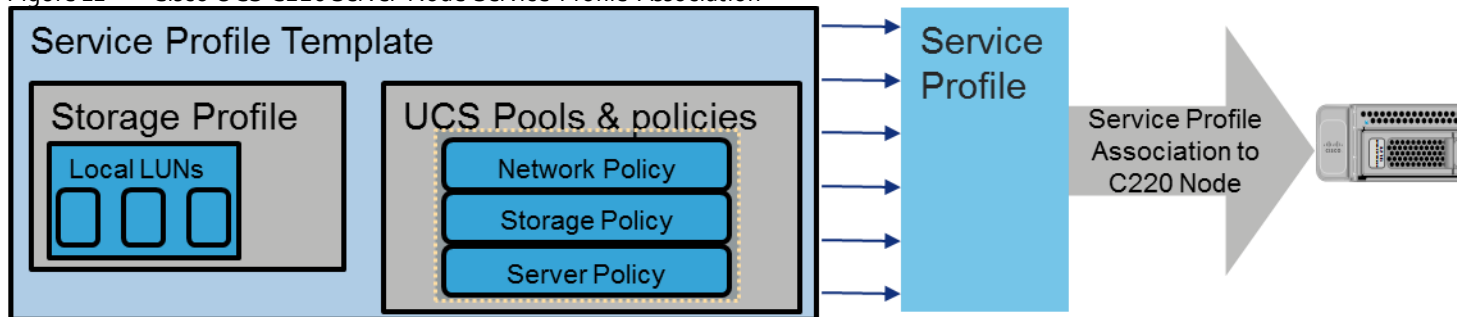 Service Profile Template
Storage Profile
Local LUNs
UCS Pools & policies
Network Policy
Storage Policy
Server Policy
Service
Profile
Service Profile
Association to
C220 Node